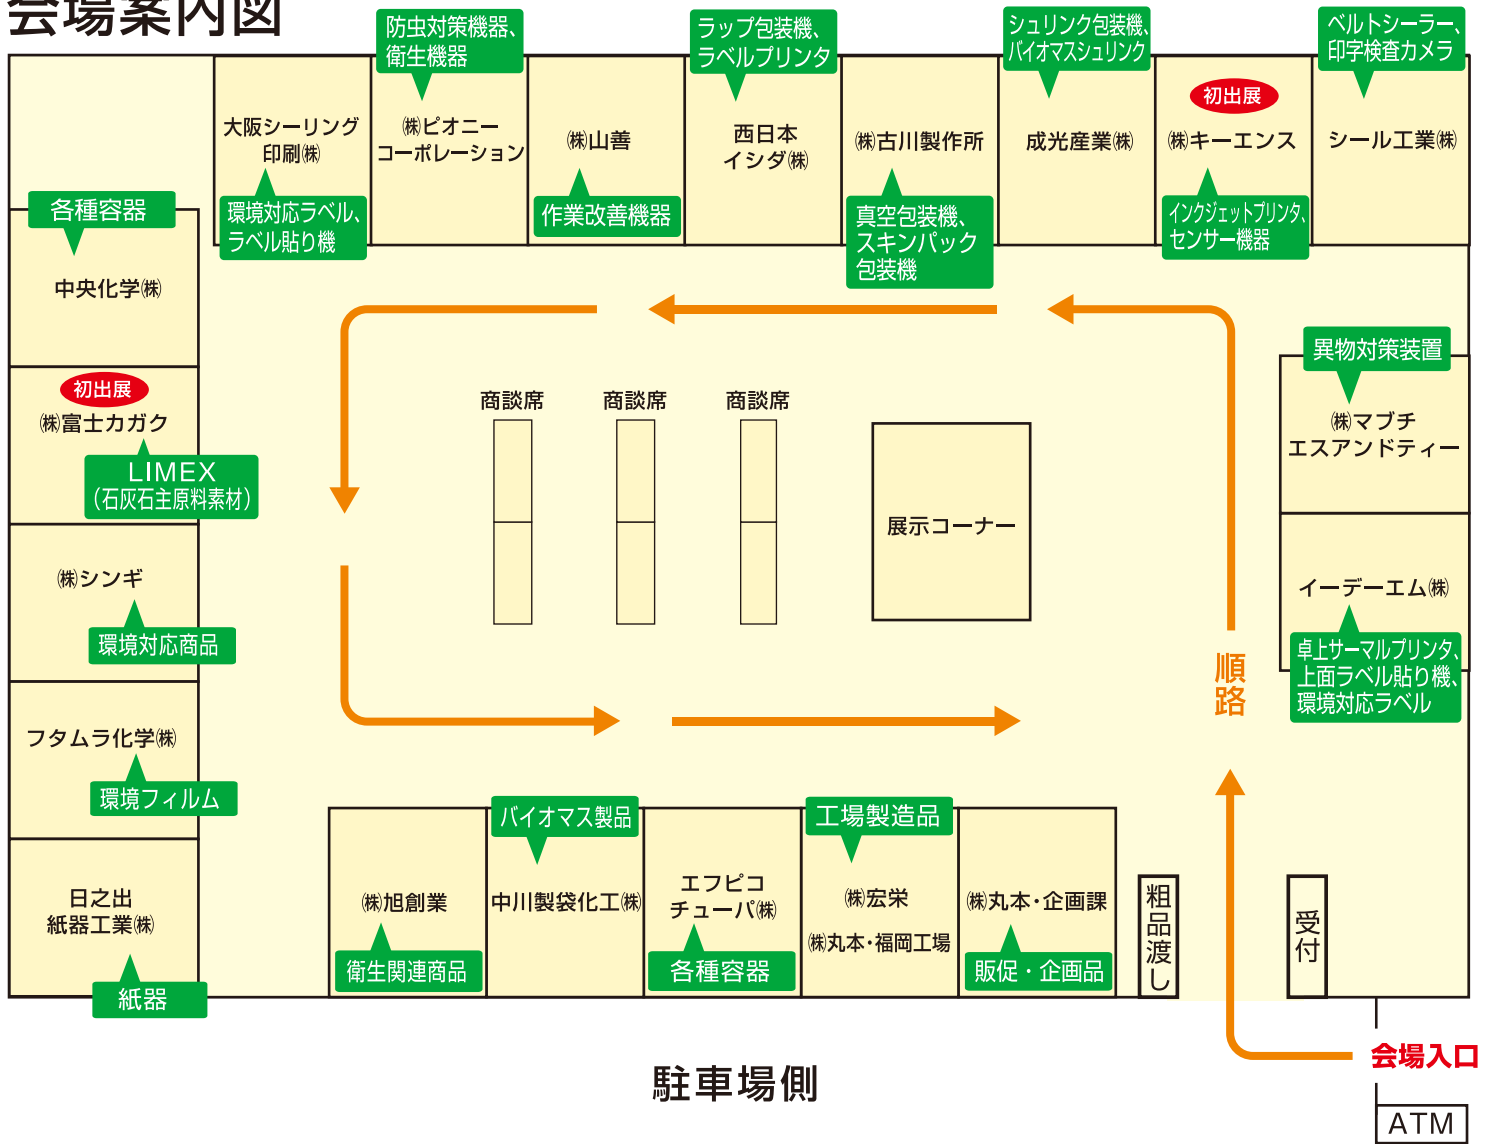 会場案内図
防虫対策機器、
衛生機器
ラップ包装機、
ラベルプリンタ
シュリンク包装機、
バイオマスシュリンク
ベルトシーラー、
印字検査カメラ
大阪シーリング
印刷㈱
㈱ピオニー
コーポレーション
㈱山善
西日本
イシダ㈱
㈱古川製作所
成光産業㈱
初出展
㈱キーエンス
シール工業㈱
環境対応ラベル、
ラベル貼り機
作業改善機器
真空包装機、
スキンパック
包装機
インクジェットプリンタ、
センサー機器
各種容器
中央化学㈱
初出展
㈱富士カガク
LIMEX
（石灰石主原料素材）
㈱シンギ
環境対応商品
フタムラ化学㈱
環境フィルム
日之出
紙器工業㈱
紙器
商談席
商談席
商談席
展示コーナー
異物対策装置
㈱マブチ
エスアンドティー
イーデーエム㈱
卓上サーマルプリンタ、
上面ラベル貼り機、
環境対応ラベル
順路
㈱旭創業
衛生関連商品
バイオマス製品
中川製袋化工㈱
エフピコ
チューパ㈱
各種容器
工場製造品
㈱宏栄
㈱丸本・福岡工場
㈱丸本・企画課
販促・企画品
粗品渡し
受付
会場入口
駐車場側
ATM